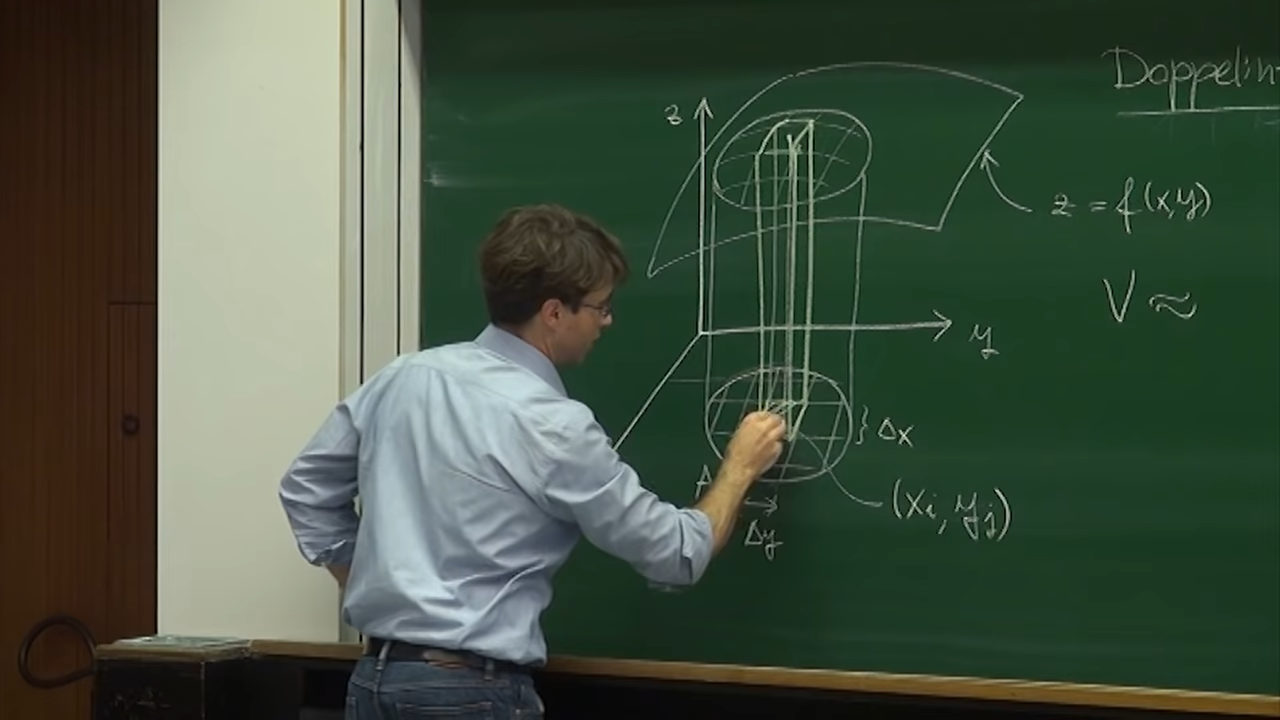 Doppelin
z
z = f(x,y)
V ≈
y
} Δx
A
(xi, yj)
Δy